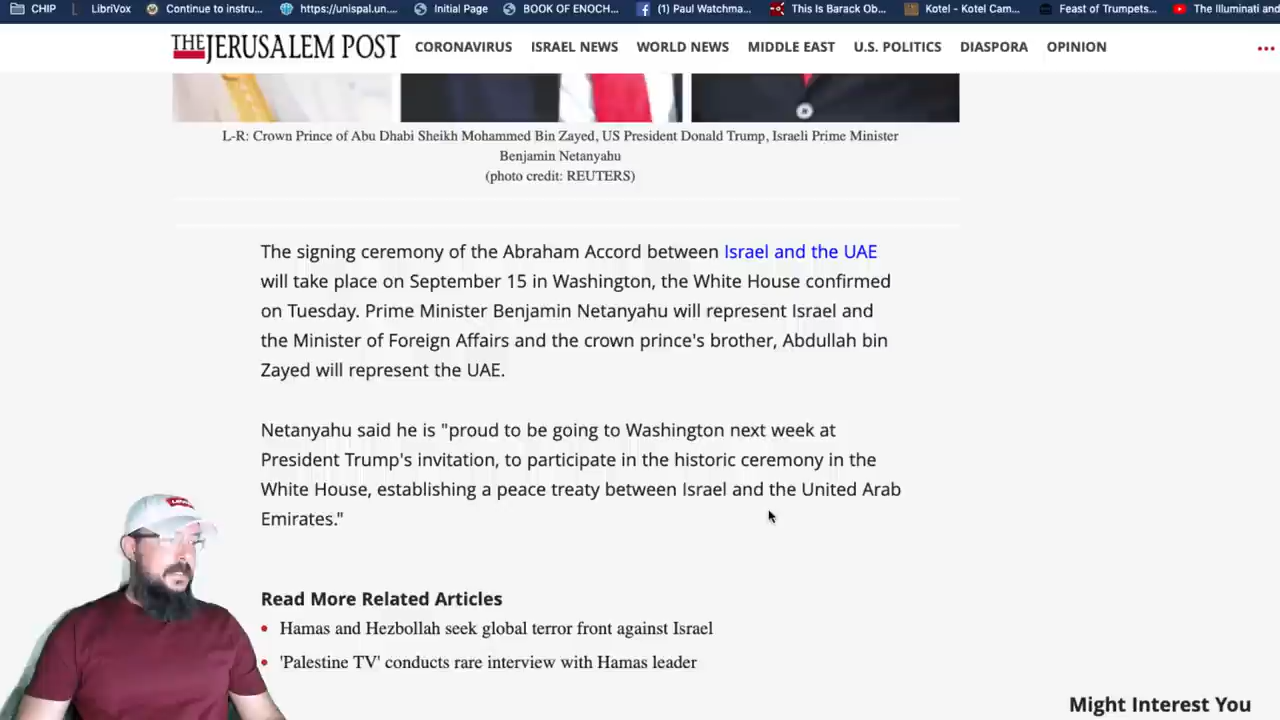 CHIP LibriVox Continue to instru... https://unispal.un.... Initial Page BOOK OF ENOCH... (1) Paul Watchma... This Is Barack Ob... Kotel - Kotel Cam... Feast of Trumpets... The Illuminati and
THE JERUSALEM POST CORONAVIRUS ISRAEL NEWS WORLD NEWS MIDDLE EAST U.S. POLITICS DIASPORA OPINION
L-R: Crown Prince of Abu Dhabi Sheikh Mohammed Bin Zayed, US President Donald Trump, Israeli Prime Minister
Benjamin Netanyahu
(photo credit: REUTERS)
The signing ceremony of the Abraham Accord between Israel and the UAE
will take place on September 15 in Washington, the White House confirmed
on Tuesday. Prime Minister Benjamin Netanyahu will represent Israel and
the Minister of Foreign Affairs and the crown prince's brother, Abdullah bin
Zayed will represent the UAE.
Netanyahu said he is "proud to be going to Washington next week at
President Trump's invitation, to participate in the historic ceremony in the
White House, establishing a peace treaty between Israel and the United Arab
Emirates."
Read More Related Articles
Hamas and Hezbollah seek global terror front against Israel
'Palestine TV' conducts rare interview with Hamas leader
Might Interest You